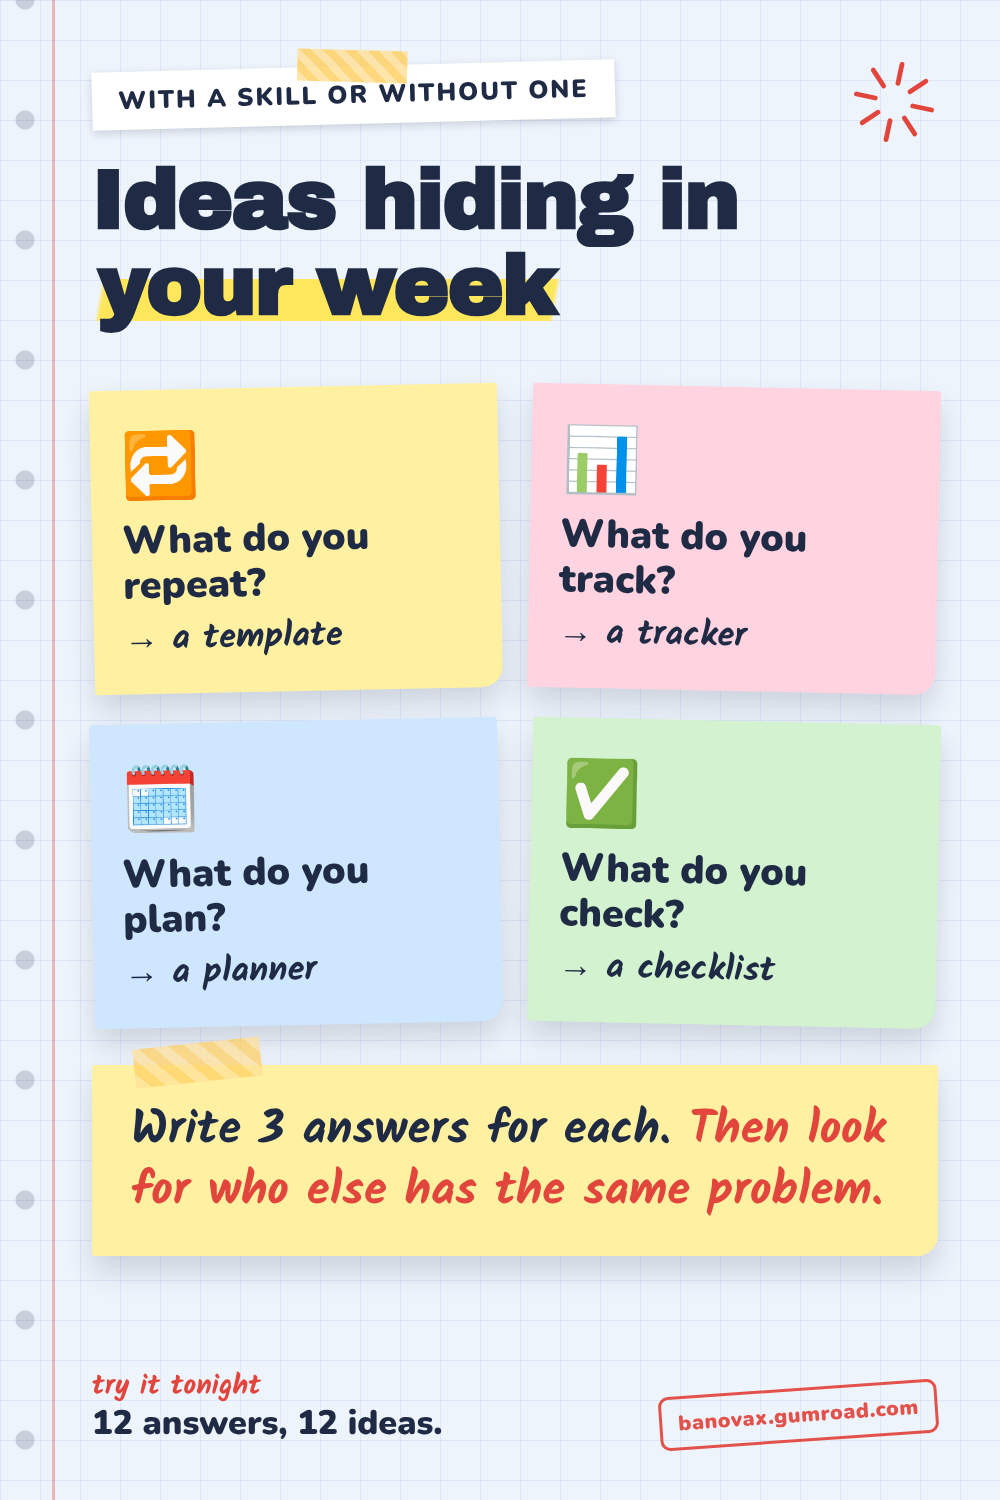 WITH A SKILL OR WITHOUT ONE
Ideas hiding in
your week
What do you
repeat?
→ a template
What do you
track?
→ a tracker
What do you
plan?
→ a planner
What do you
check?
→ a checklist
Write 3 answers for each. Then look
for who else has the same problem.
try it tonight
12 answers, 12 ideas.
banovax.gumroad.com